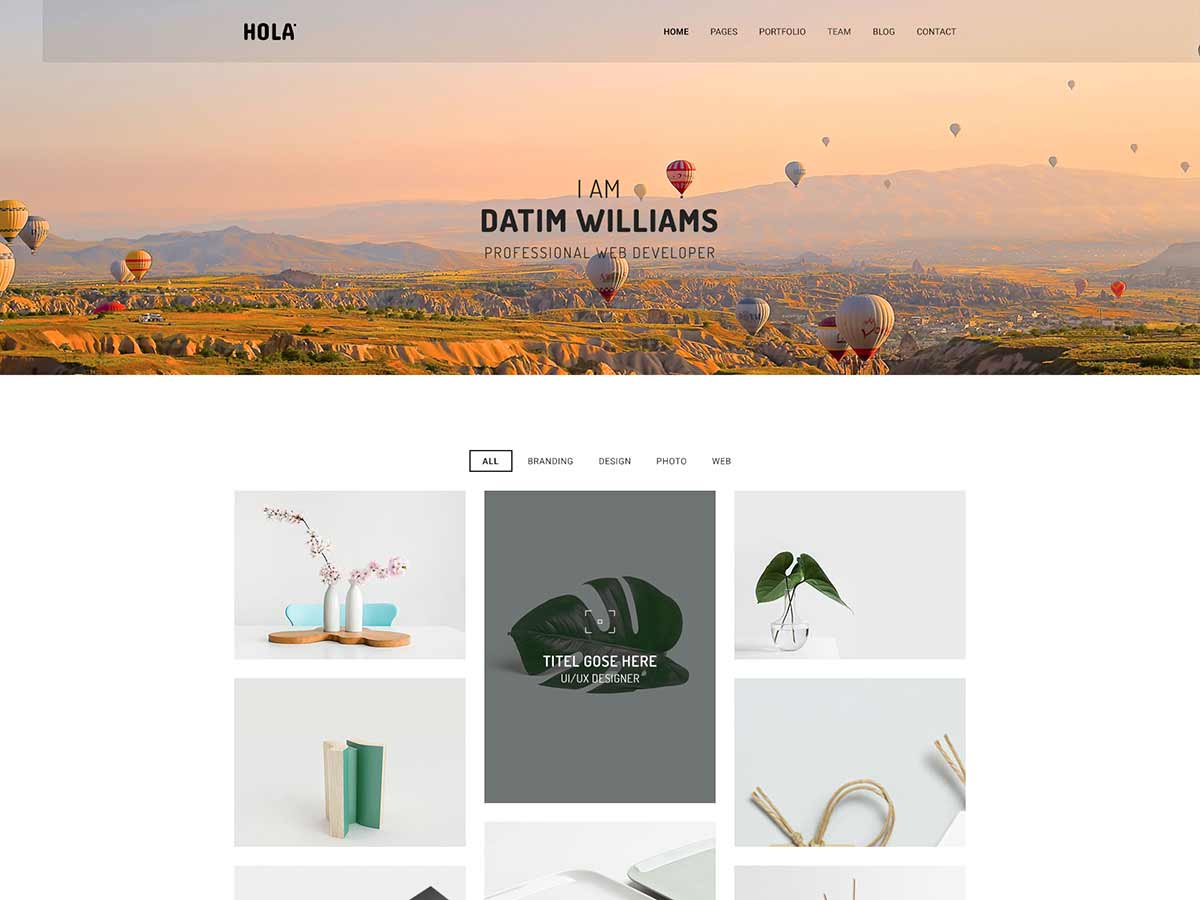 HOLA
HOME PAGES PORTFOLIO TEAM BLOG CONTACT
I AM
DATIM WILLIAMS
PROFESSIONAL WEB DEVELOPER
ALL BRANDING DESIGN PHOTO WEB
TITEL GOSE HERE
UI/UX DESIGNER